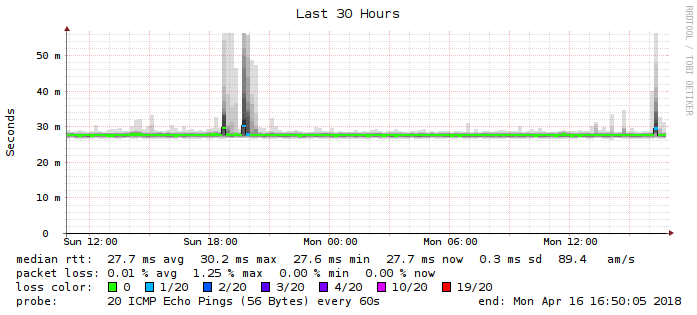 Last 30 Hours
RRDTOOL / TOBI OETIKER
Seconds
50 m
40 m
30 m
20 m
10 m
0
Sun 12:00 Sun 18:00 Mon 00:00 Mon 06:00 Mon 12:00
median rtt: 27.7 ms avg 30.2 ms max 27.6 ms min 27.7 ms now 0.3 ms sd 89.4 am/s
packet loss: 0.01 % avg 1.25 % max 0.00 % min 0.00 % now
loss color: 0 1/20 2/20 3/20 4/20 10/20 19/20
probe: 20 ICMP Echo Pings (56 Bytes) every 60s end: Mon Apr 16 16:50:05 2018